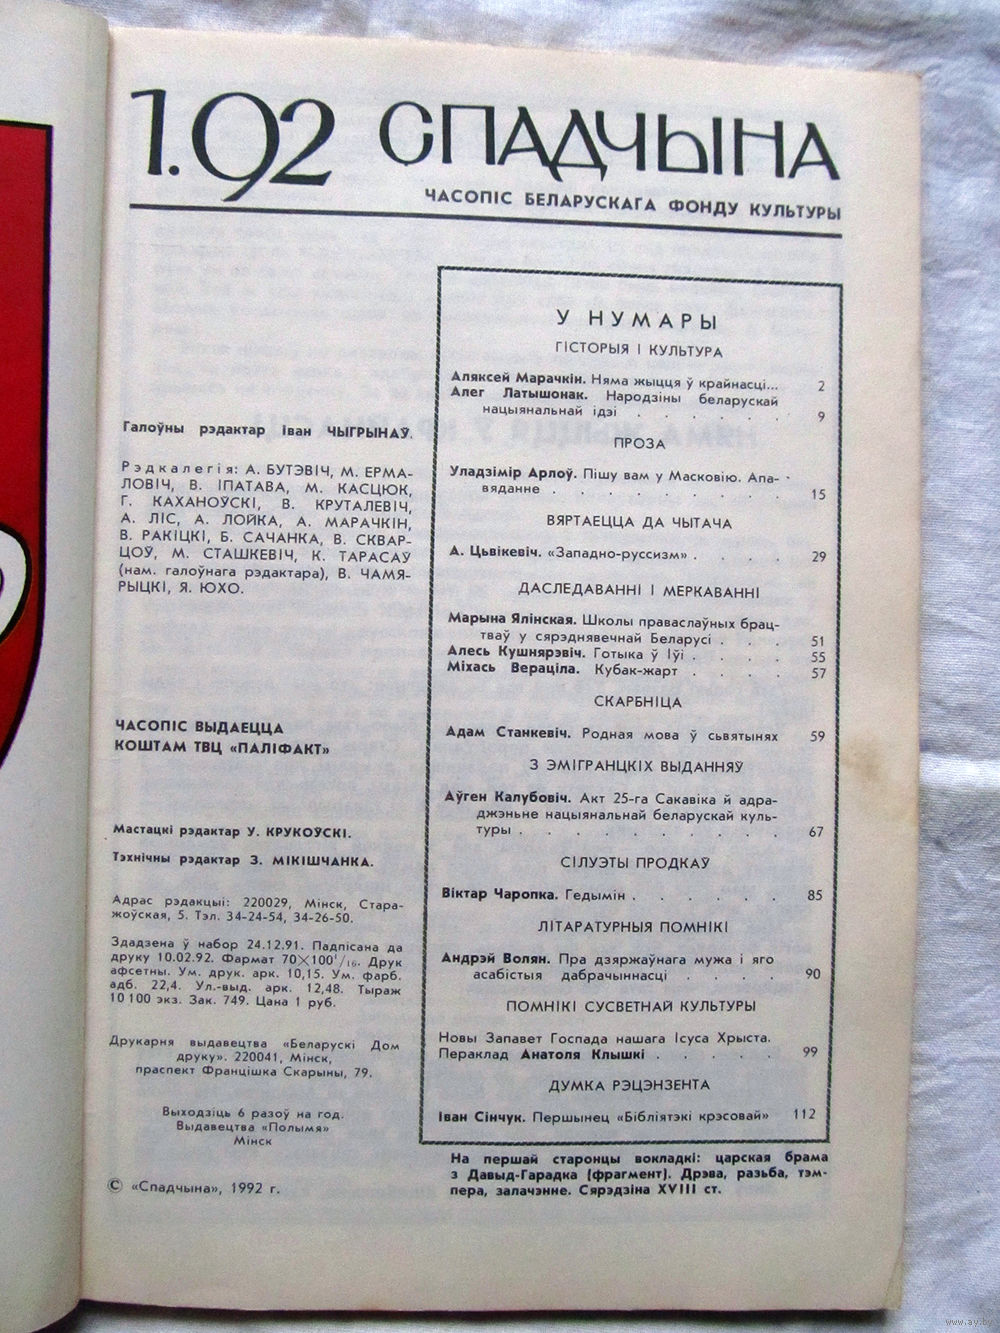 1.92 СПАДЧЫНА
ЧАСОПІС БЕЛАРУСКАГА ФОНДУ КУЛЬТУРЫ
Галоўны рэдактар Іван ЧЫГРЫНАЎ.
Рэдкалегія: А. БУТЭВІЧ, М. ЕРМА-
ЛОВІЧ, В. ІПАТАВА, М. КАСЦЮК,
Г. КАХАНОЎСКІ, В. КРУТАЛЕВІЧ,
А. ЛІС, А. ЛОЙКА, А. МАРАЧКІН,
В. РАКІЦКІ, Б. САЧАНКА, В. СКВАР-
ЦОЎ, М. СТАШКЕВІЧ, К. ТАРАСАЎ
(нам. галоўнага рэдактара), В. ЧАМЯ-
РЫЦКІ, Я. ЮХО.
ЧАСОПІС ВЫДАЕЦЦА
КОШТАМ ТВЦ «ПАЛІФАКТ»
Мастацкі рэдактар У. КРУКОЎСКІ.
Тэхнічны рэдактар З. МІКІШЧАНКА.
Адрас рэдакцыі: 220029, Мінск, Стара-
жоўская, 5. Тэл. 34-24-54, 34-26-50.
Здадзена ў набор 24.12.91. Падпісана да
друку 10.02.92. Фармат 70×100¹/₁₆. Друк
афсетны. Ум. друк. арк. 10,15. Ум. фарб.
адб. 22,4. Ул.-выд. арк. 12,48. Тыраж
10 100 экз. Зак. 749. Цана 1 руб.
Друкарня выдавецтва «Беларускі Дом
друку». 220041, Мінск,
праспект Францішка Скарыны, 79.
Выходзіць 6 разоў на год.
Выдавецтва «Полымя»
Мінск
© «Спадчына», 1992 г.
У НУМАРЫ
ГІСТОРЫЯ І КУЛЬТУРА
Аляксей Марачкін. Няма жыцця ў крайнасці... 2
Алег Латышонак. Народзіны беларускай
нацыянальнай ідэі . . . . . . 9
ПРОЗА
Уладзімір Арлоў. Пішу вам у Масковію. Апа-
вяданне . . . . . . . . . 15
ВЯРТАЕЦЦА ДА ЧЫТАЧА
А. Цьвікевіч. «Западно-руссизм» . . . . 29
ДАСЛЕДАВАННІ І МЕРКАВАННІ
Марына Ялінская. Школы праваслаўных брац-
тваў у сярэднявечнай Беларусі . . . 51
Алесь Кушнярэвіч. Готыка ў Іўі . . . . 55
Міхась Вераціла. Кубак-жарт . . . . 57
СКАРБНІЦА
Адам Станкевіч. Родная мова ў сьвятынях 59
З ЭМІГРАНЦКІХ ВЫДАННЯЎ
Аўген Калубовіч. Акт 25-га Сакавіка й адра-
джэньне нацыянальнай беларускай куль-
туры . . . . . . . . . . 67
СІЛУЭТЫ ПРОДКАЎ
Віктар Чаропка. Гедымін . . . . . . 85
ЛІТАРАТУРНЫЯ ПОМНІКІ
Андрэй Волян. Пра дзяржаўнага мужа і яго
асабістыя дабрачыннасці . . . . 90
ПОМНІКІ СУСВЕТНАЙ КУЛЬТУРЫ
Новы Запавет Госпада нашага Ісуса Хрыста.
Пераклад Анатоля Клышкі . . . . . 99
ДУМКА РЭЦЭНЗЕНТА
Іван Сінчук. Першынец «Бібліятэкі крэсовай» 112
На першай старонцы вокладкі: царская брама
з Давыд-Гарадка (фрагмент). Дрэва, разьба, тэм-
пера, залачэнне. Сярэдзіна XVIII ст.
www.ay.by